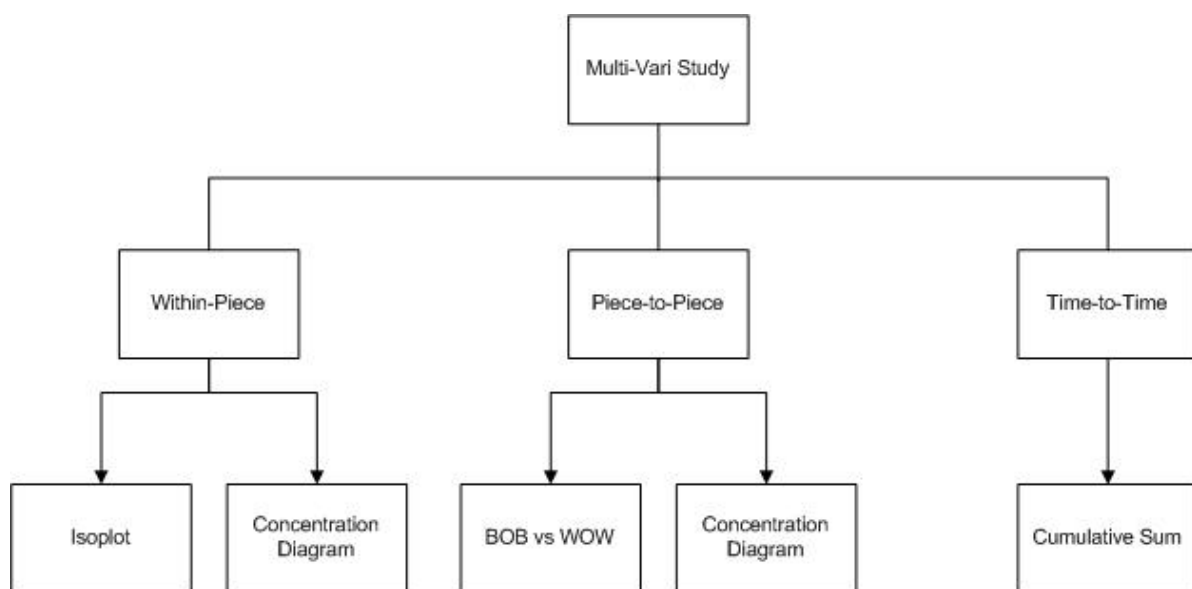 Multi-Vari Study
Within-Piece
Piece-to-Piece
Time-to-Time
Isoplot
Concentration
Diagram
BOB vs WOW
Concentration
Diagram
Cumulative Sum